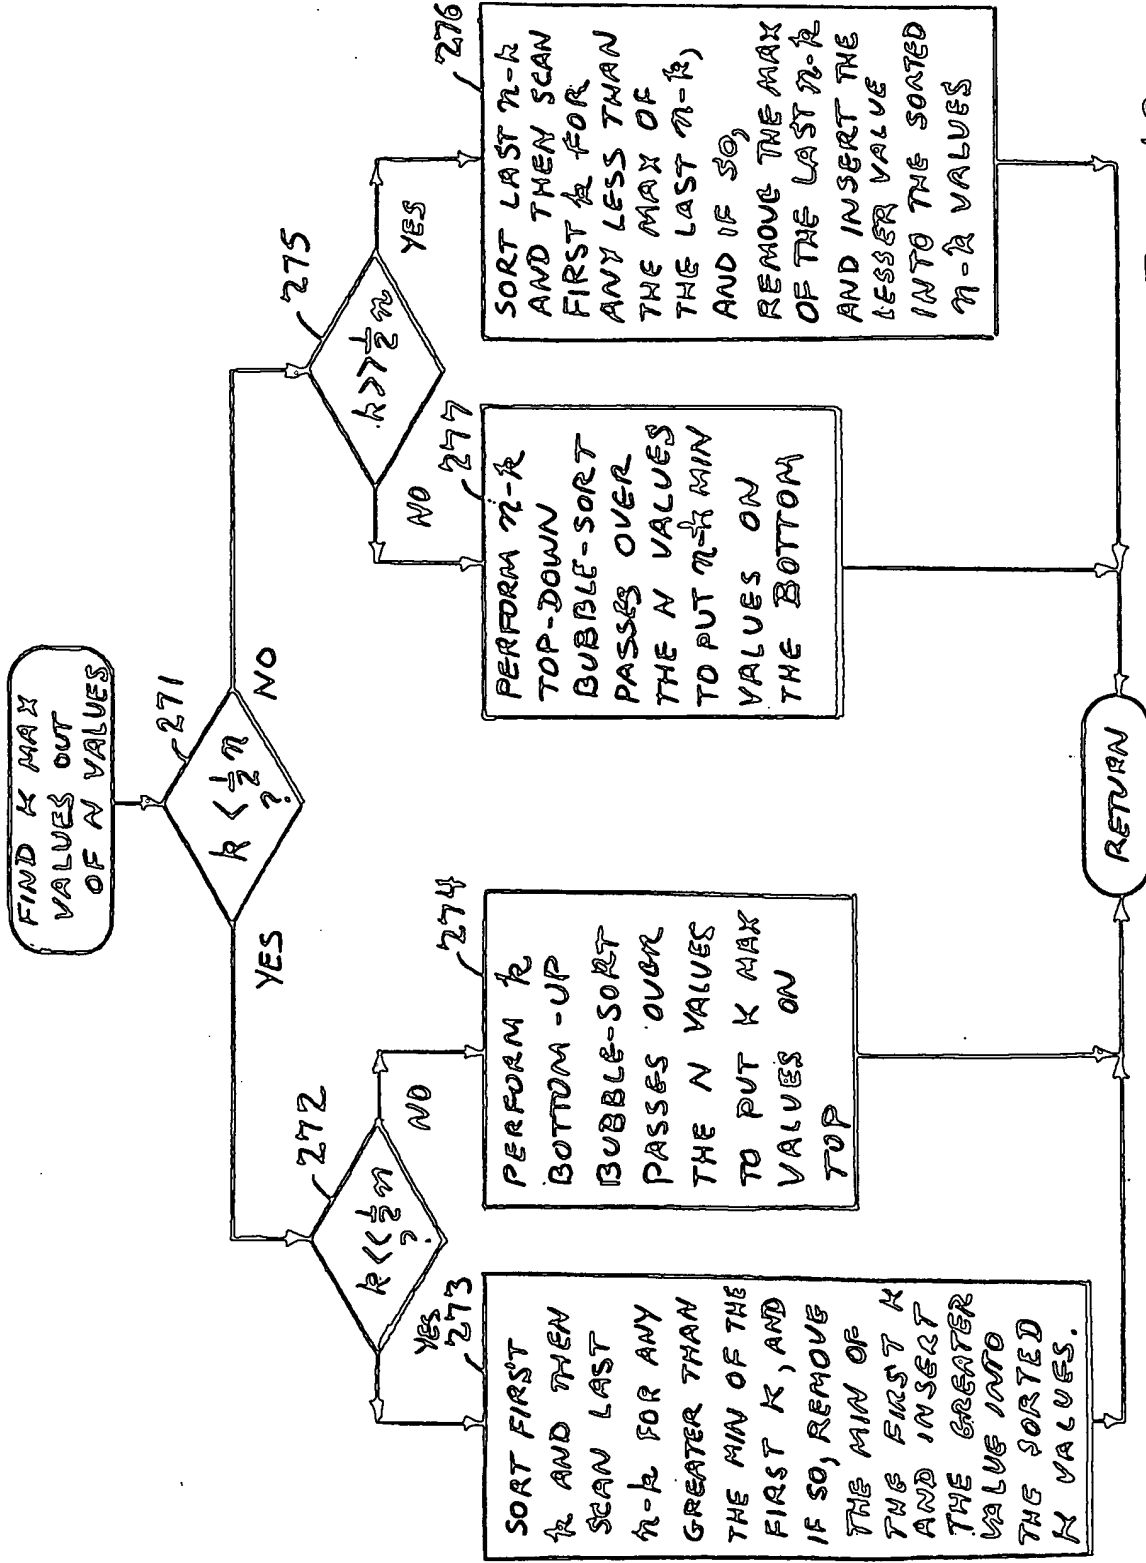 FIND K MAX
VALUES OUT
OF N VALUES
271
k < 1/2 n
?
YES
NO
272
k << 1/2 n
?
YES
NO
273
SORT FIRST
k AND THEN
SCAN LAST
n-k FOR ANY
GREATER THAN
THE MIN OF THE
FIRST K, AND
IF SO, REMOVE
THE MIN OF
THE FIRST K
AND INSERT
THE GREATER
VALUE INTO
THE SORTED
K VALUES.
274
PERFORM k
BOTTOM-UP
BUBBLE-SORT
PASSES OVER
THE N VALUES
TO PUT K MAX
VALUES ON
TOP
275
k >> 1/2 n
NO
YES
277
PERFORM n-k
TOP-DOWN
BUBBLE-SORT
PASSES OVER
THE N VALUES
TO PUT n-k MIN
VALUES ON
THE BOTTOM
276
SORT LAST n-k
AND THEN SCAN
FIRST k FOR
ANY LESS THAN
THE MAX OF
THE LAST n-k,
AND IF SO,
REMOVE THE MAX
OF THE LAST n-k
AND INSERT THE
LESSER VALUE
INTO THE SORTED
n-k VALUES
RETURN